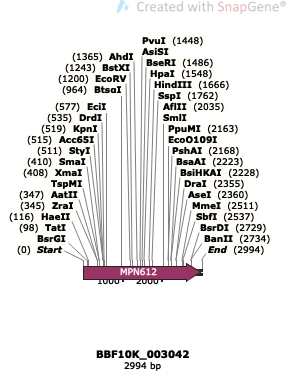 Created with SnapGene®
PvuI (1448)
AsiSI
(1365) AhdI
BseRI (1486)
(1243) BstXI
HpaI (1548)
(1200) EcoRV
HindIII (1666)
(964) BtsαI
SspI (1762)
(577) EciI
AflII (2035)
(535) DrdI
SmlI
(519) KpnI
PpuMI (2163)
(515) Acc65I
EcoO109I
(511) StyI
PshAI (2168)
(410) SmaI
BsaAI (2223)
(408) XmaI
BsiHKAI (2228)
TspMI
DraI (2355)
(347) AatII
AseI (2360)
(345) ZraI
MmeI (2511)
(116) HaeII
SbfI (2537)
(98) TatI
BsrDI (2729)
BsrGI
BanII (2734)
(0) Start
End (2994)
MPN612
1000
2000
BBF10K_003042
2994 bp